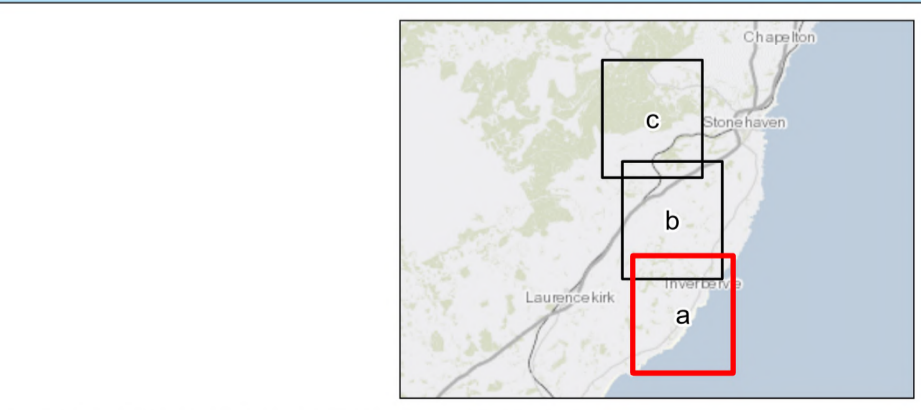 Chapelton
c
Stonehaven
b
Inverbervie
Laurencekirk
a